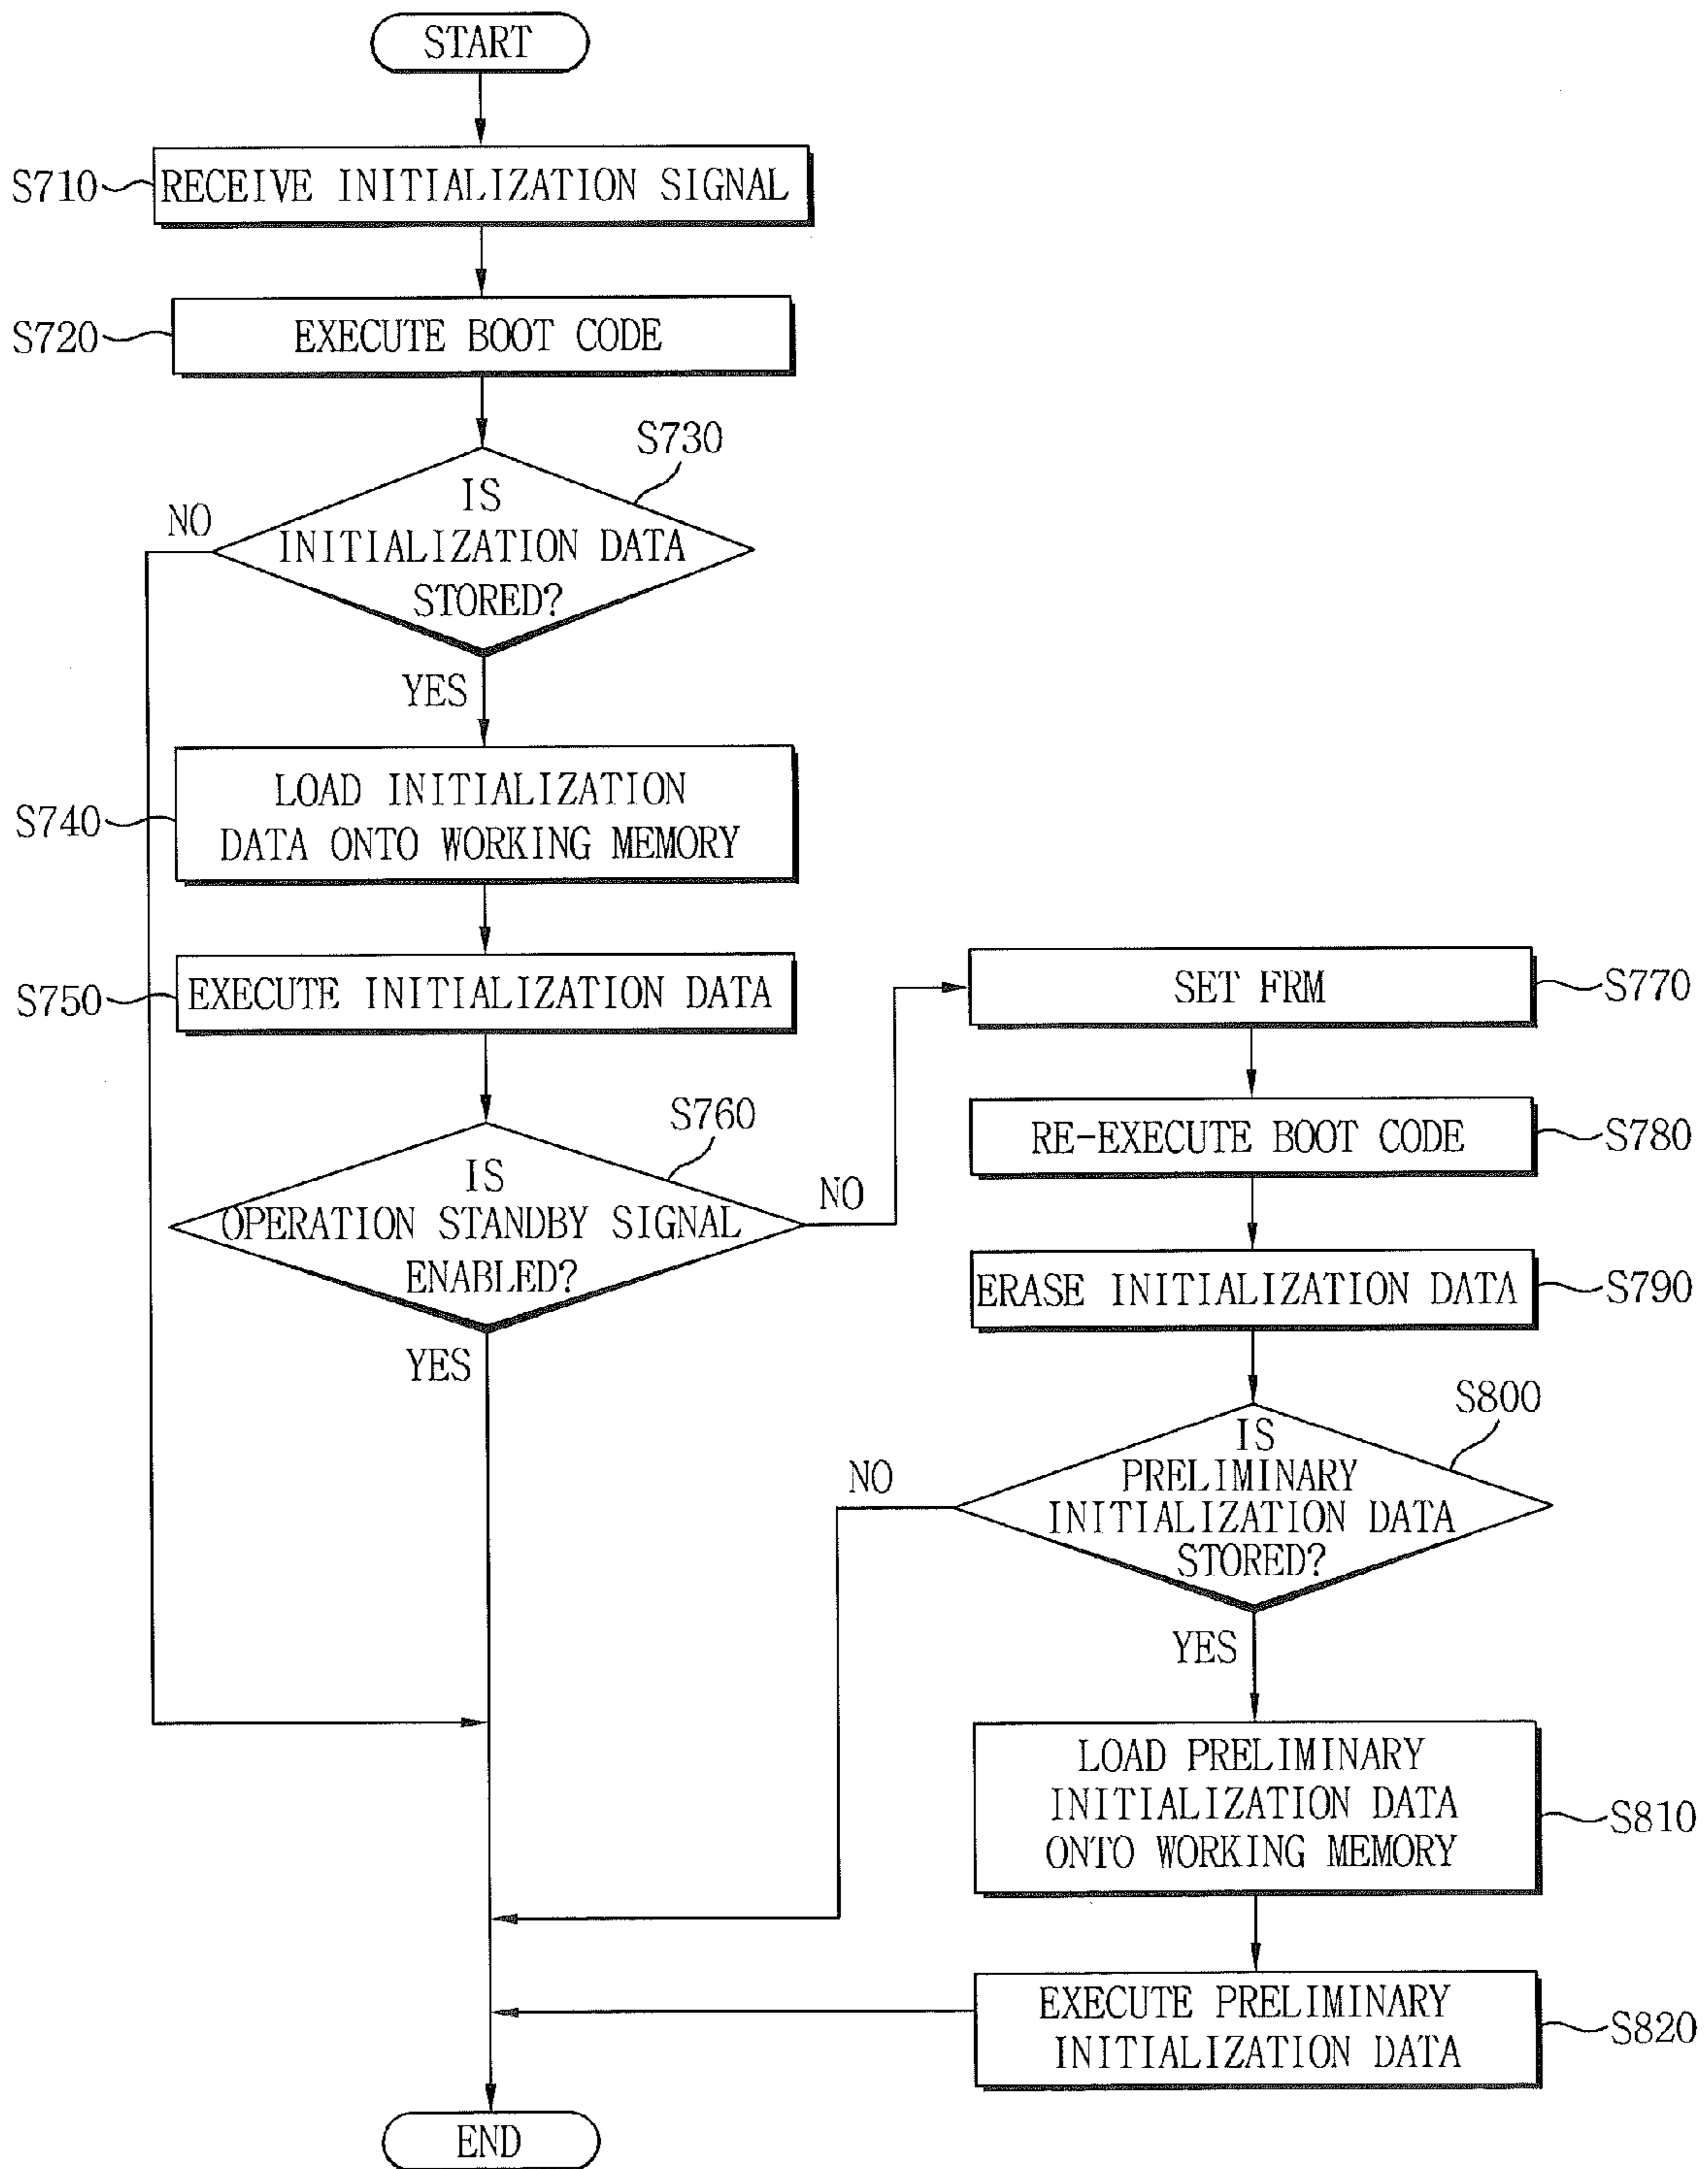 START
S710
RECEIVE INITIALIZATION SIGNAL
S720
EXECUTE BOOT CODE
S730
IS
INITIALIZATION DATA
STORED?
NO
YES
S740
LOAD INITIALIZATION
DATA ONTO WORKING MEMORY
S750
EXECUTE INITIALIZATION DATA
S760
IS
OPERATION STANDBY SIGNAL
ENABLED?
NO
YES
SET FRM
S770
RE-EXECUTE BOOT CODE
S780
ERASE INITIALIZATION DATA
S790
S800
IS
PRELIMINARY
INITIALIZATION DATA
STORED?
NO
YES
LOAD PRELIMINARY
INITIALIZATION DATA
ONTO WORKING MEMORY
S810
EXECUTE PRELIMINARY
INITIALIZATION DATA
S820
END